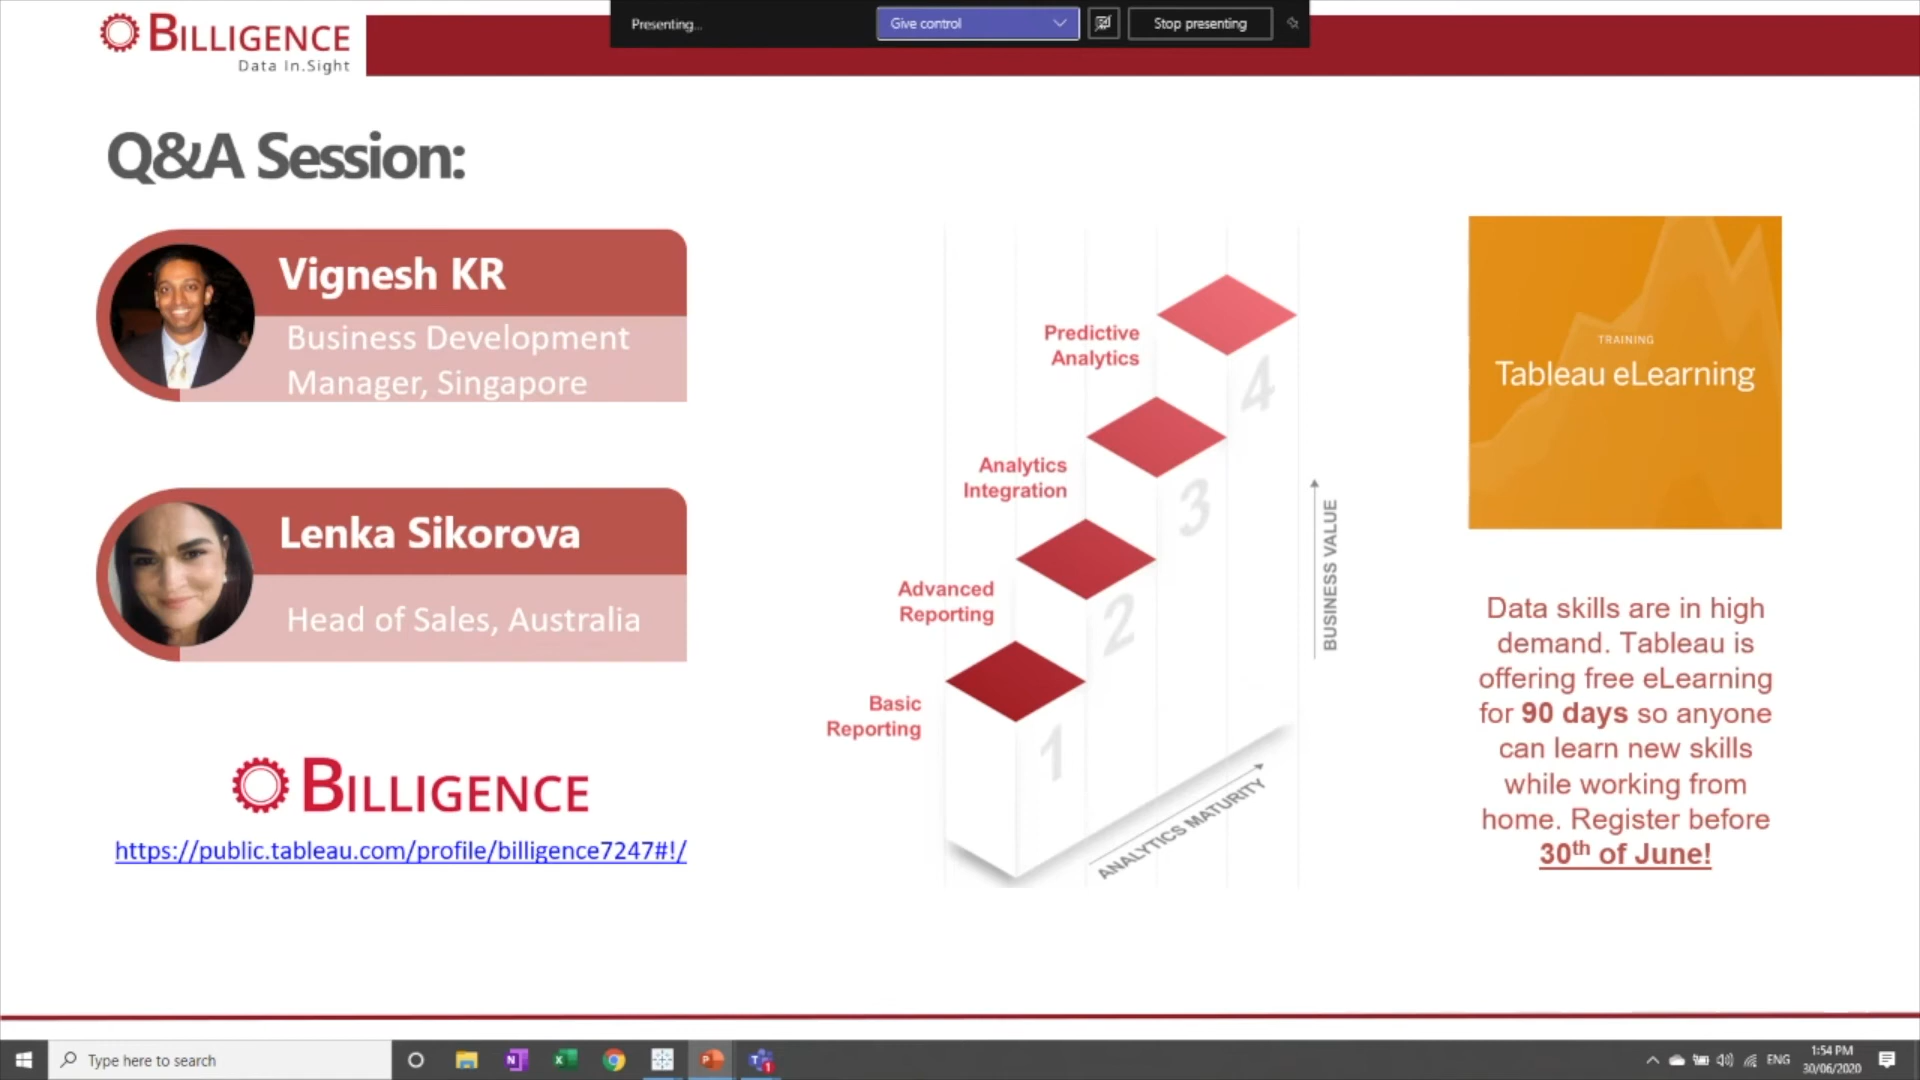 BILLIGENCE
Data In.Sight
Presenting...
Give control
Stop presenting
Q&A Session:
Vignesh KR
Business Development
Manager, Singapore
Lenka Sikorova
Head of Sales, Australia
BILLIGENCE
https://public.tableau.com/profile/billigence7247#!/
Predictive
Analytics
4
Analytics
Integration
3
Advanced
Reporting
2
Basic
Reporting
1
BUSINESS VALUE
ANALYTICS MATURITY
TRAINING
Tableau eLearning
Data skills are in high
demand. Tableau is
offering free eLearning
for 90 days so anyone
can learn new skills
while working from
home. Register before
30th of June!
Type here to search
ENG
1:54 PM
30/06/2020